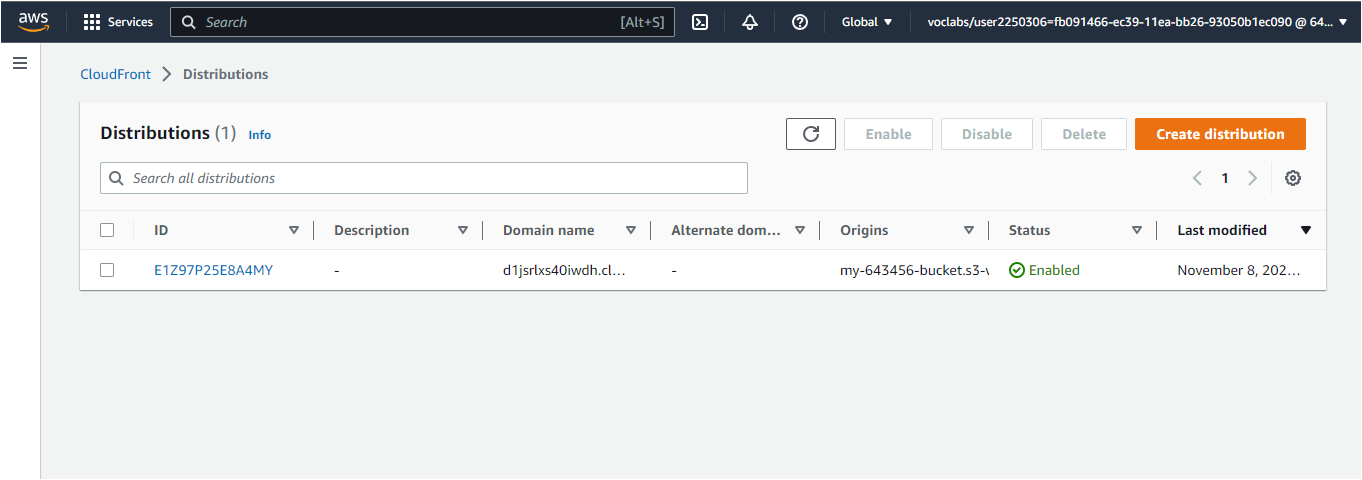 aws Services Search [Alt+S] Global voclabs/user2250306=fb091466-ec39-11ea-bb26-93050b1ec090 @ 64...
CloudFront Distributions
Distributions (1) Info Enable Disable Delete Create distribution
Search all distributions 1
ID Description Domain name Alternate dom... Origins Status Last modified
E1Z97P25E8A4MY - d1jsrlxs40iwdh.cl... - my-643456-bucket.s3-v Enabled November 8, 202...